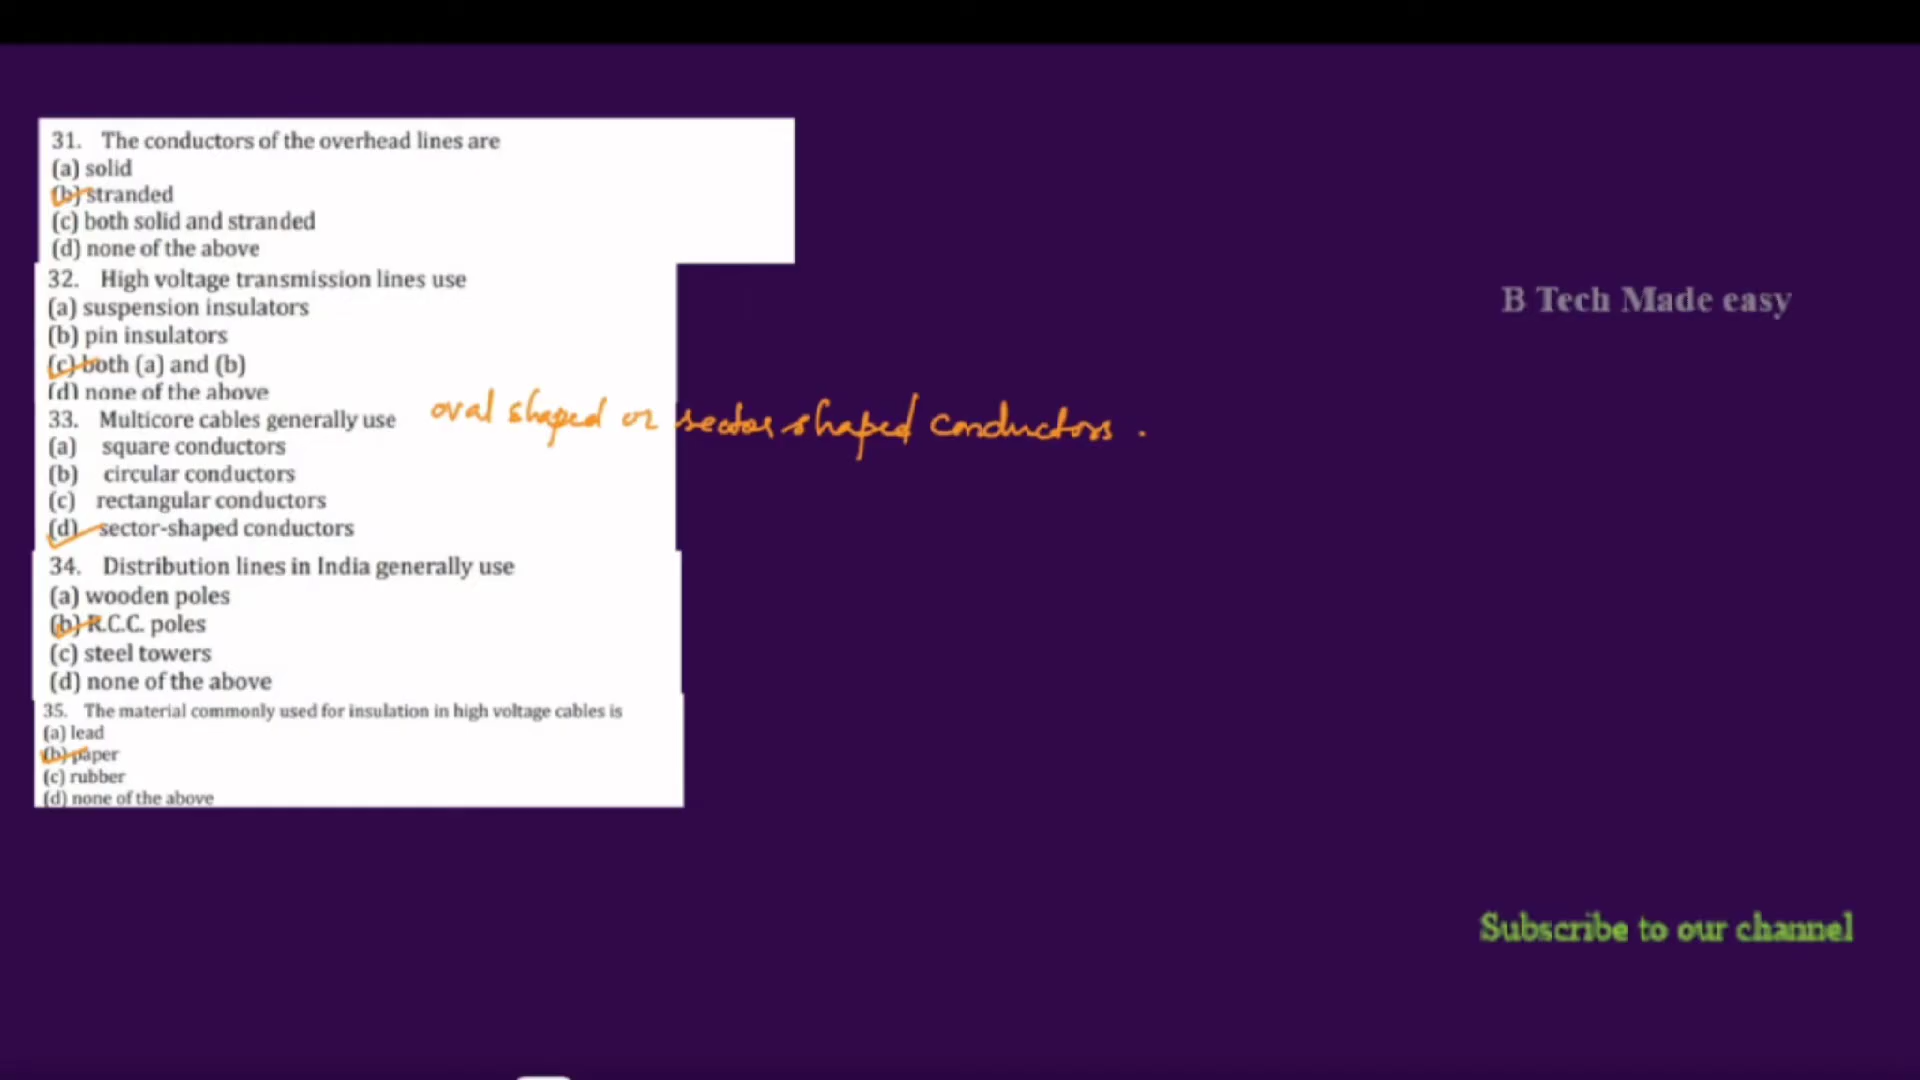 31. The conductors of the overhead lines are
(a) solid
(b) stranded
(c) both solid and stranded
(d) none of the above
32. High voltage transmission lines use
(a) suspension insulators
(b) pin insulators
(c) both (a) and (b)
(d) none of the above
33. Multicore cables generally use oval shaped or sector shaped conductors.
(a) square conductors
(b) circular conductors
(c) rectangular conductors
(d) sector-shaped conductors
34. Distribution lines in India generally use
(a) wooden poles
(b) R.C.C. poles
(c) steel towers
(d) none of the above
35. The material commonly used for insulation in high voltage cables is
(a) lead
(b) paper
(c) rubber
(d) none of the above
B Tech Made easy
Subscribe to our channel